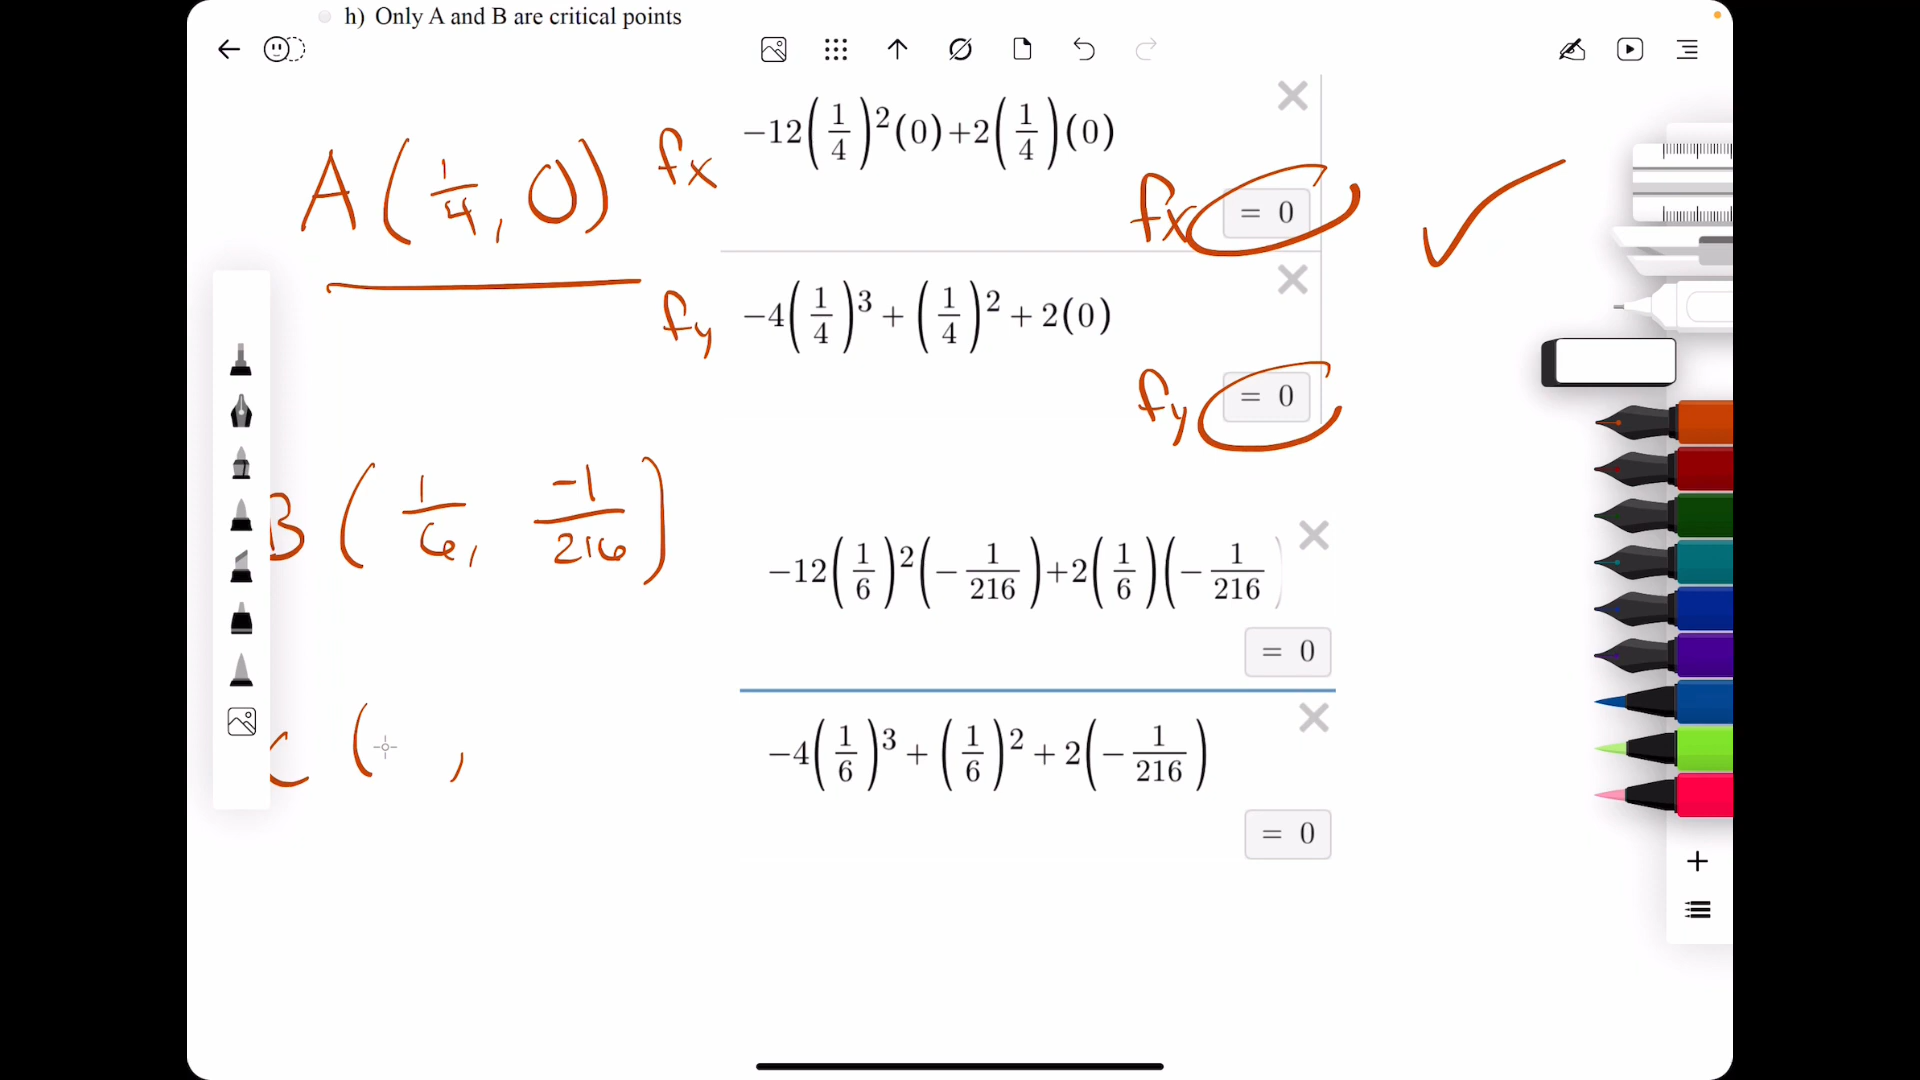 h) Only A and B are critical points
A(1/4, 0) fx −12(1/4)²(0)+2(1/4)(0)
fx = 0
fy −4(1/4)³ + (1/4)² + 2(0)
fy = 0
B(1/6, -1/216)
−12(1/6)²(−1/216)+2(1/6)(−1/216)
= 0
−4(1/6)³ + (1/6)² + 2(−1/216)
C ( ,
= 0